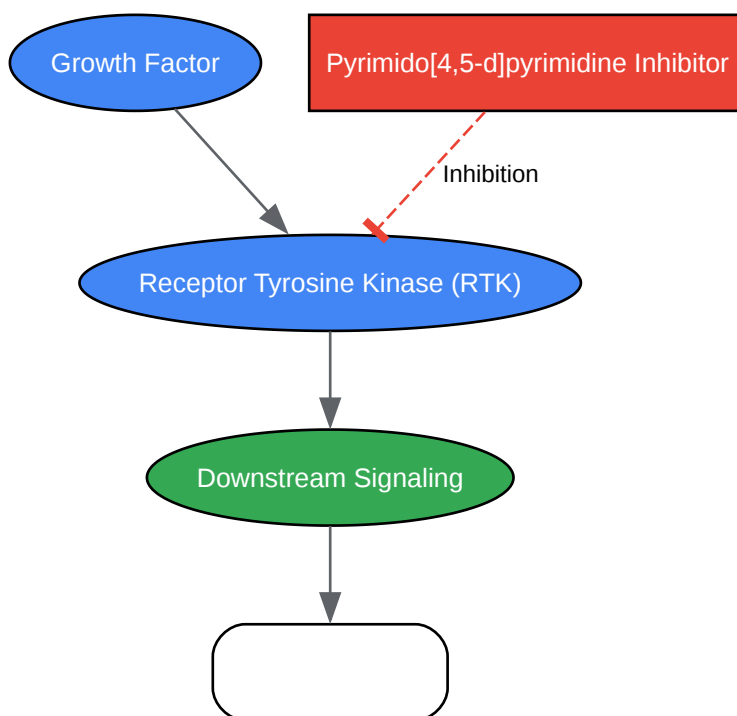 Growth Factor
Pyrimido[4,5-d]pyrimidine Inhibitor
Inhibition
Receptor Tyrosine Kinase (RTK)
Downstream Signaling